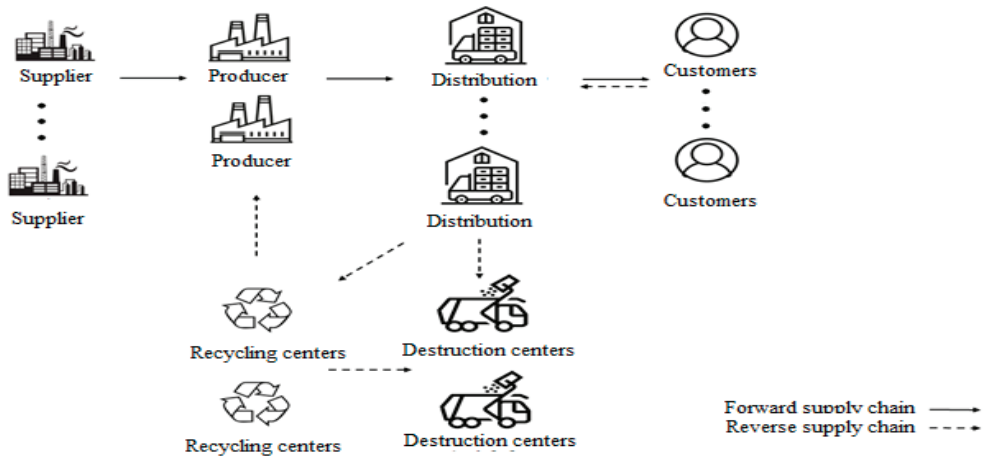 Supplier
Producer
Distribution
Customers
Producer
Supplier
Distribution
Customers
Recycling centers
Destruction centers
Recycling centers
Destruction centers
Forward supply chain
Reverse supply chain